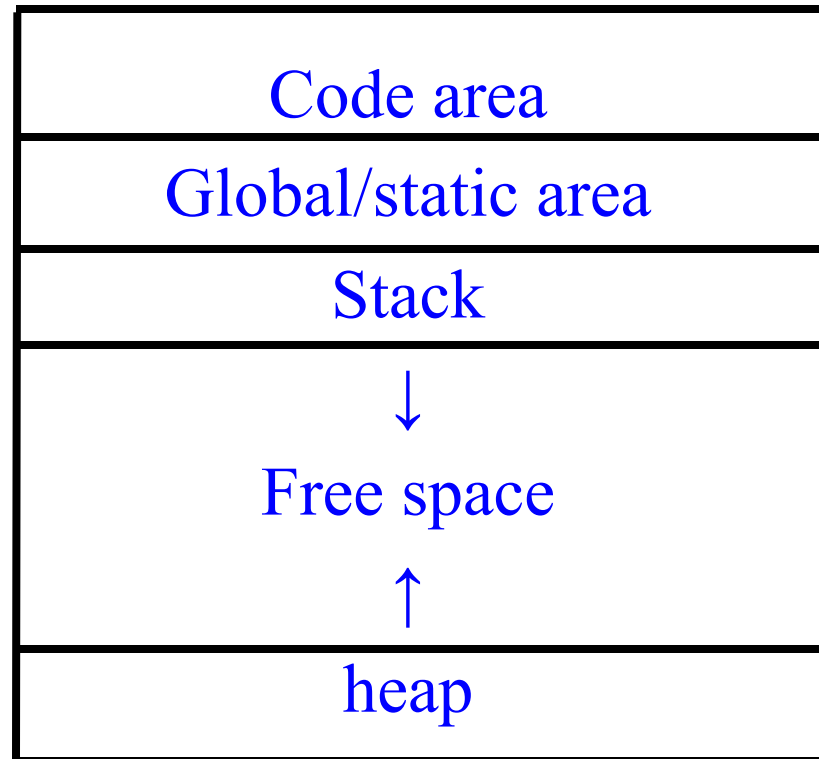 Code area
Global/static area
Stack
↓
Free space
↑
heap